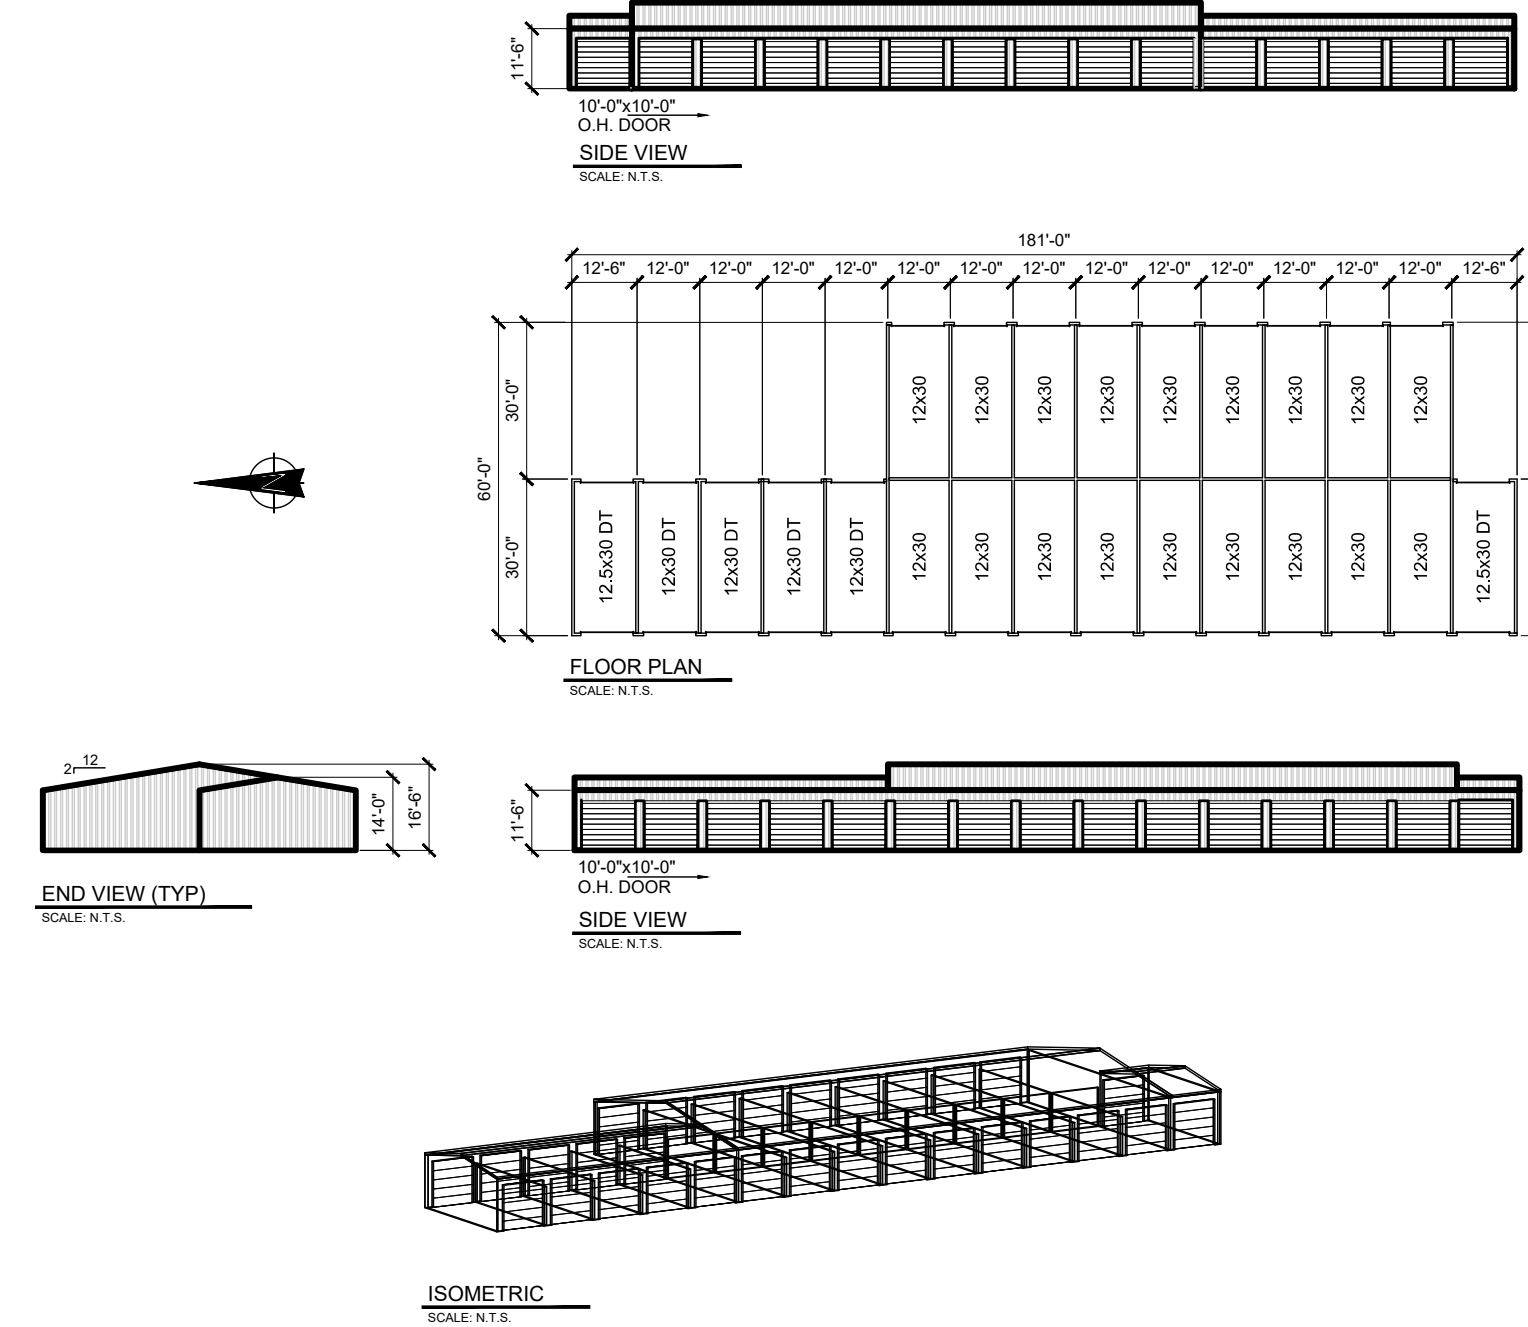 11'-6"
10'-0"x10'-0"
O.H. DOOR
SIDE VIEW
SCALE: N.T.S.
181'-0"
12'-6" 12'-0" 12'-0" 12'-0" 12'-0" 12'-0" 12'-0" 12'-0" 12'-0" 12'-0" 12'-0" 12'-0" 12'-0" 12'-0" 12'-6"
30'-0"
12x30 12x30 12x30 12x30 12x30 12x30 12x30 12x30 12x30
60'-0"
N
30'-0"
12.5x30 DT 12x30 DT 12x30 DT 12x30 DT 12x30 DT 12x30 12x30 12x30 12x30 12x30 12x30 12x30 12x30 12x30 12.5x30 DT
FLOOR PLAN
SCALE: N.T.S.
12
2
14'-0"
16'-6"
END VIEW (TYP)
SCALE: N.T.S.
11'-6"
10'-0"x10'-0"
O.H. DOOR
SIDE VIEW
SCALE: N.T.S.
ISOMETRIC
SCALE: N.T.S.